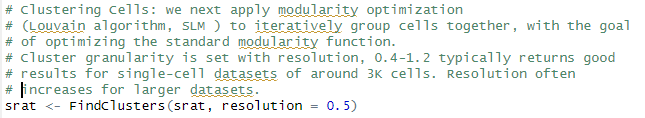 # Clustering Cells: we next apply modularity optimization
# (Louvain algorithm, SLM ) to iteratively group cells together, with the goal
# of optimizing the standard modularity function.
# Cluster granularity is set with resolution, 0.4-1.2 typically returns good
# results for single-cell datasets of around 3K cells. Resolution often
# increases for larger datasets.
srat <- FindClusters(srat, resolution = 0.5)